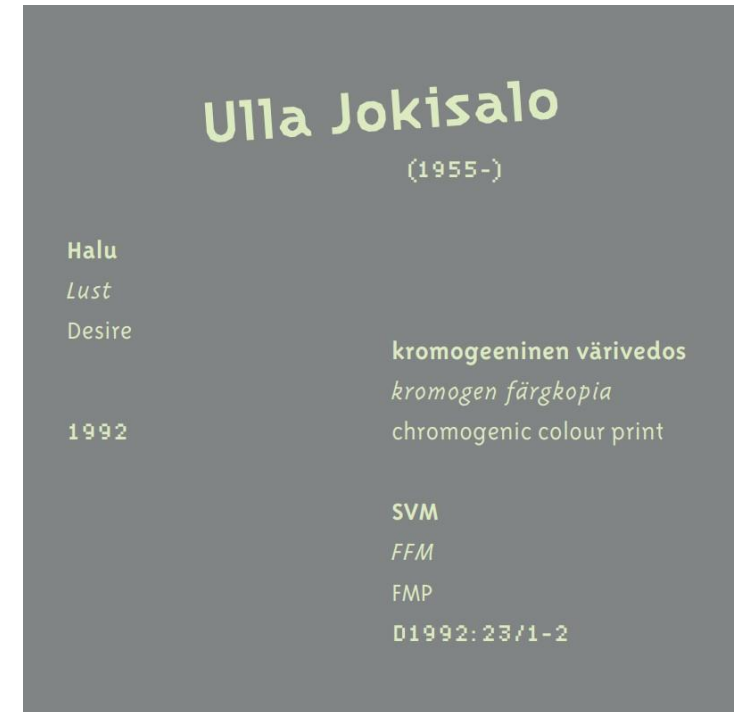 Ulla Jokisalo
(1955-)
Halu
Lust
Desire
1992
kromogeeninen värivedos
kromogen färgkopia
chromogenic colour print
SVM
FFM
FMP
D1992:23/1-2